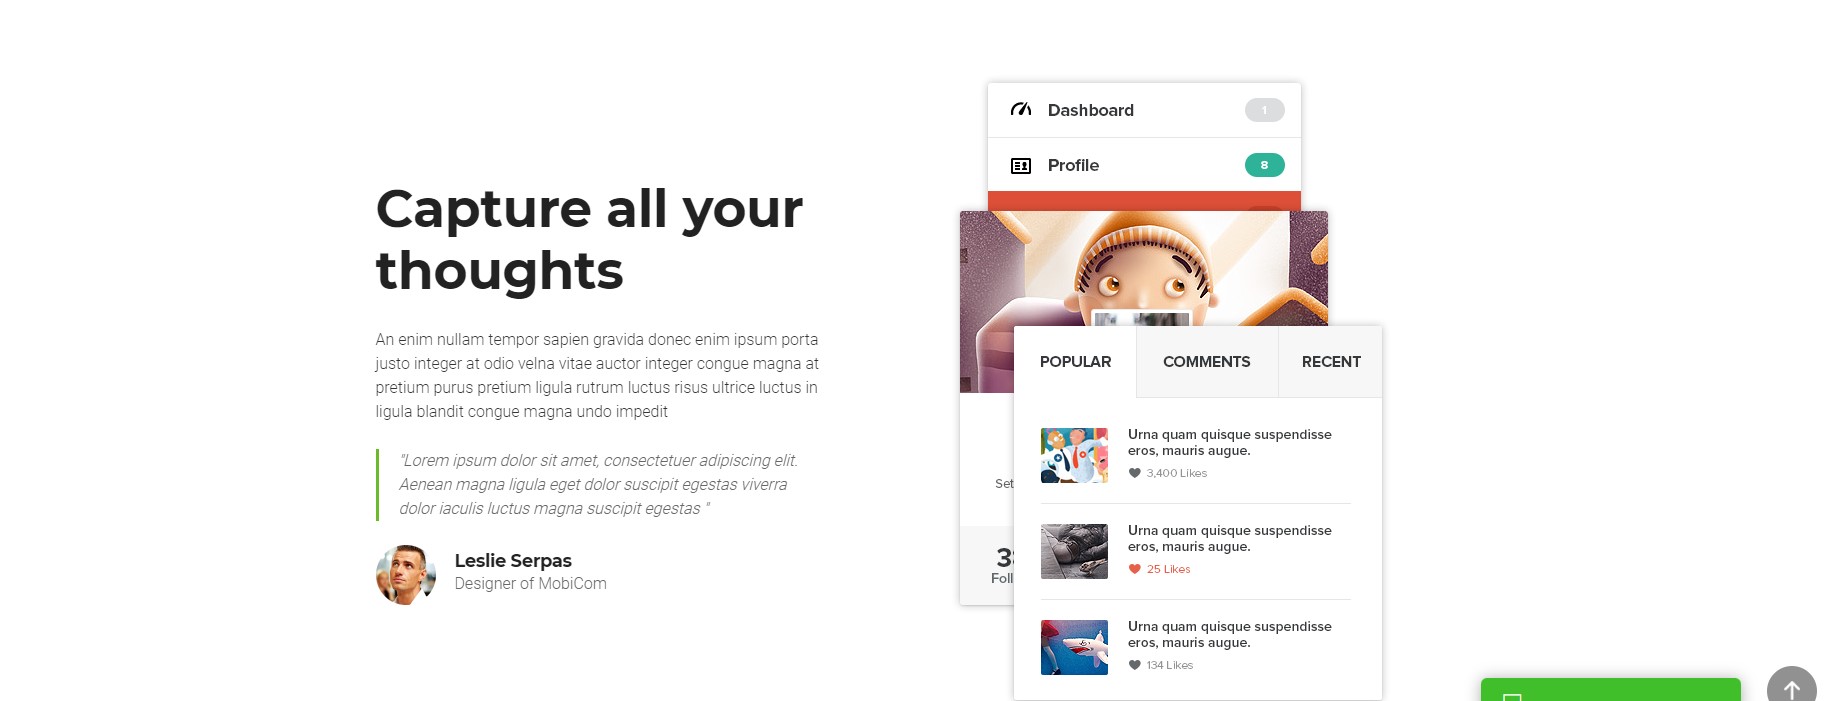 Capture all your
thoughts
An enim nullam tempor sapien gravida donec enim ipsum porta
justo integer at odio velna vitae auctor integer congue magna at
pretium purus pretium ligula rutrum luctus risus ultrice luctus in
ligula blandit congue magna undo impedit
"Lorem ipsum dolor sit amet, consectetuer adipiscing elit.
Aenean magna ligula eget dolor suscipit egestas viverra
dolor iaculis luctus magna suscipit egestas "
Leslie Serpas
Designer of MobiCom
Dashboard 1
Profile 8
POPULAR COMMENTS RECENT
Urna quam quisque suspendisse
eros, mauris augue.
3,400 Likes
Urna quam quisque suspendisse
eros, mauris augue.
25 Likes
Urna quam quisque suspendisse
eros, mauris augue.
134 Likes